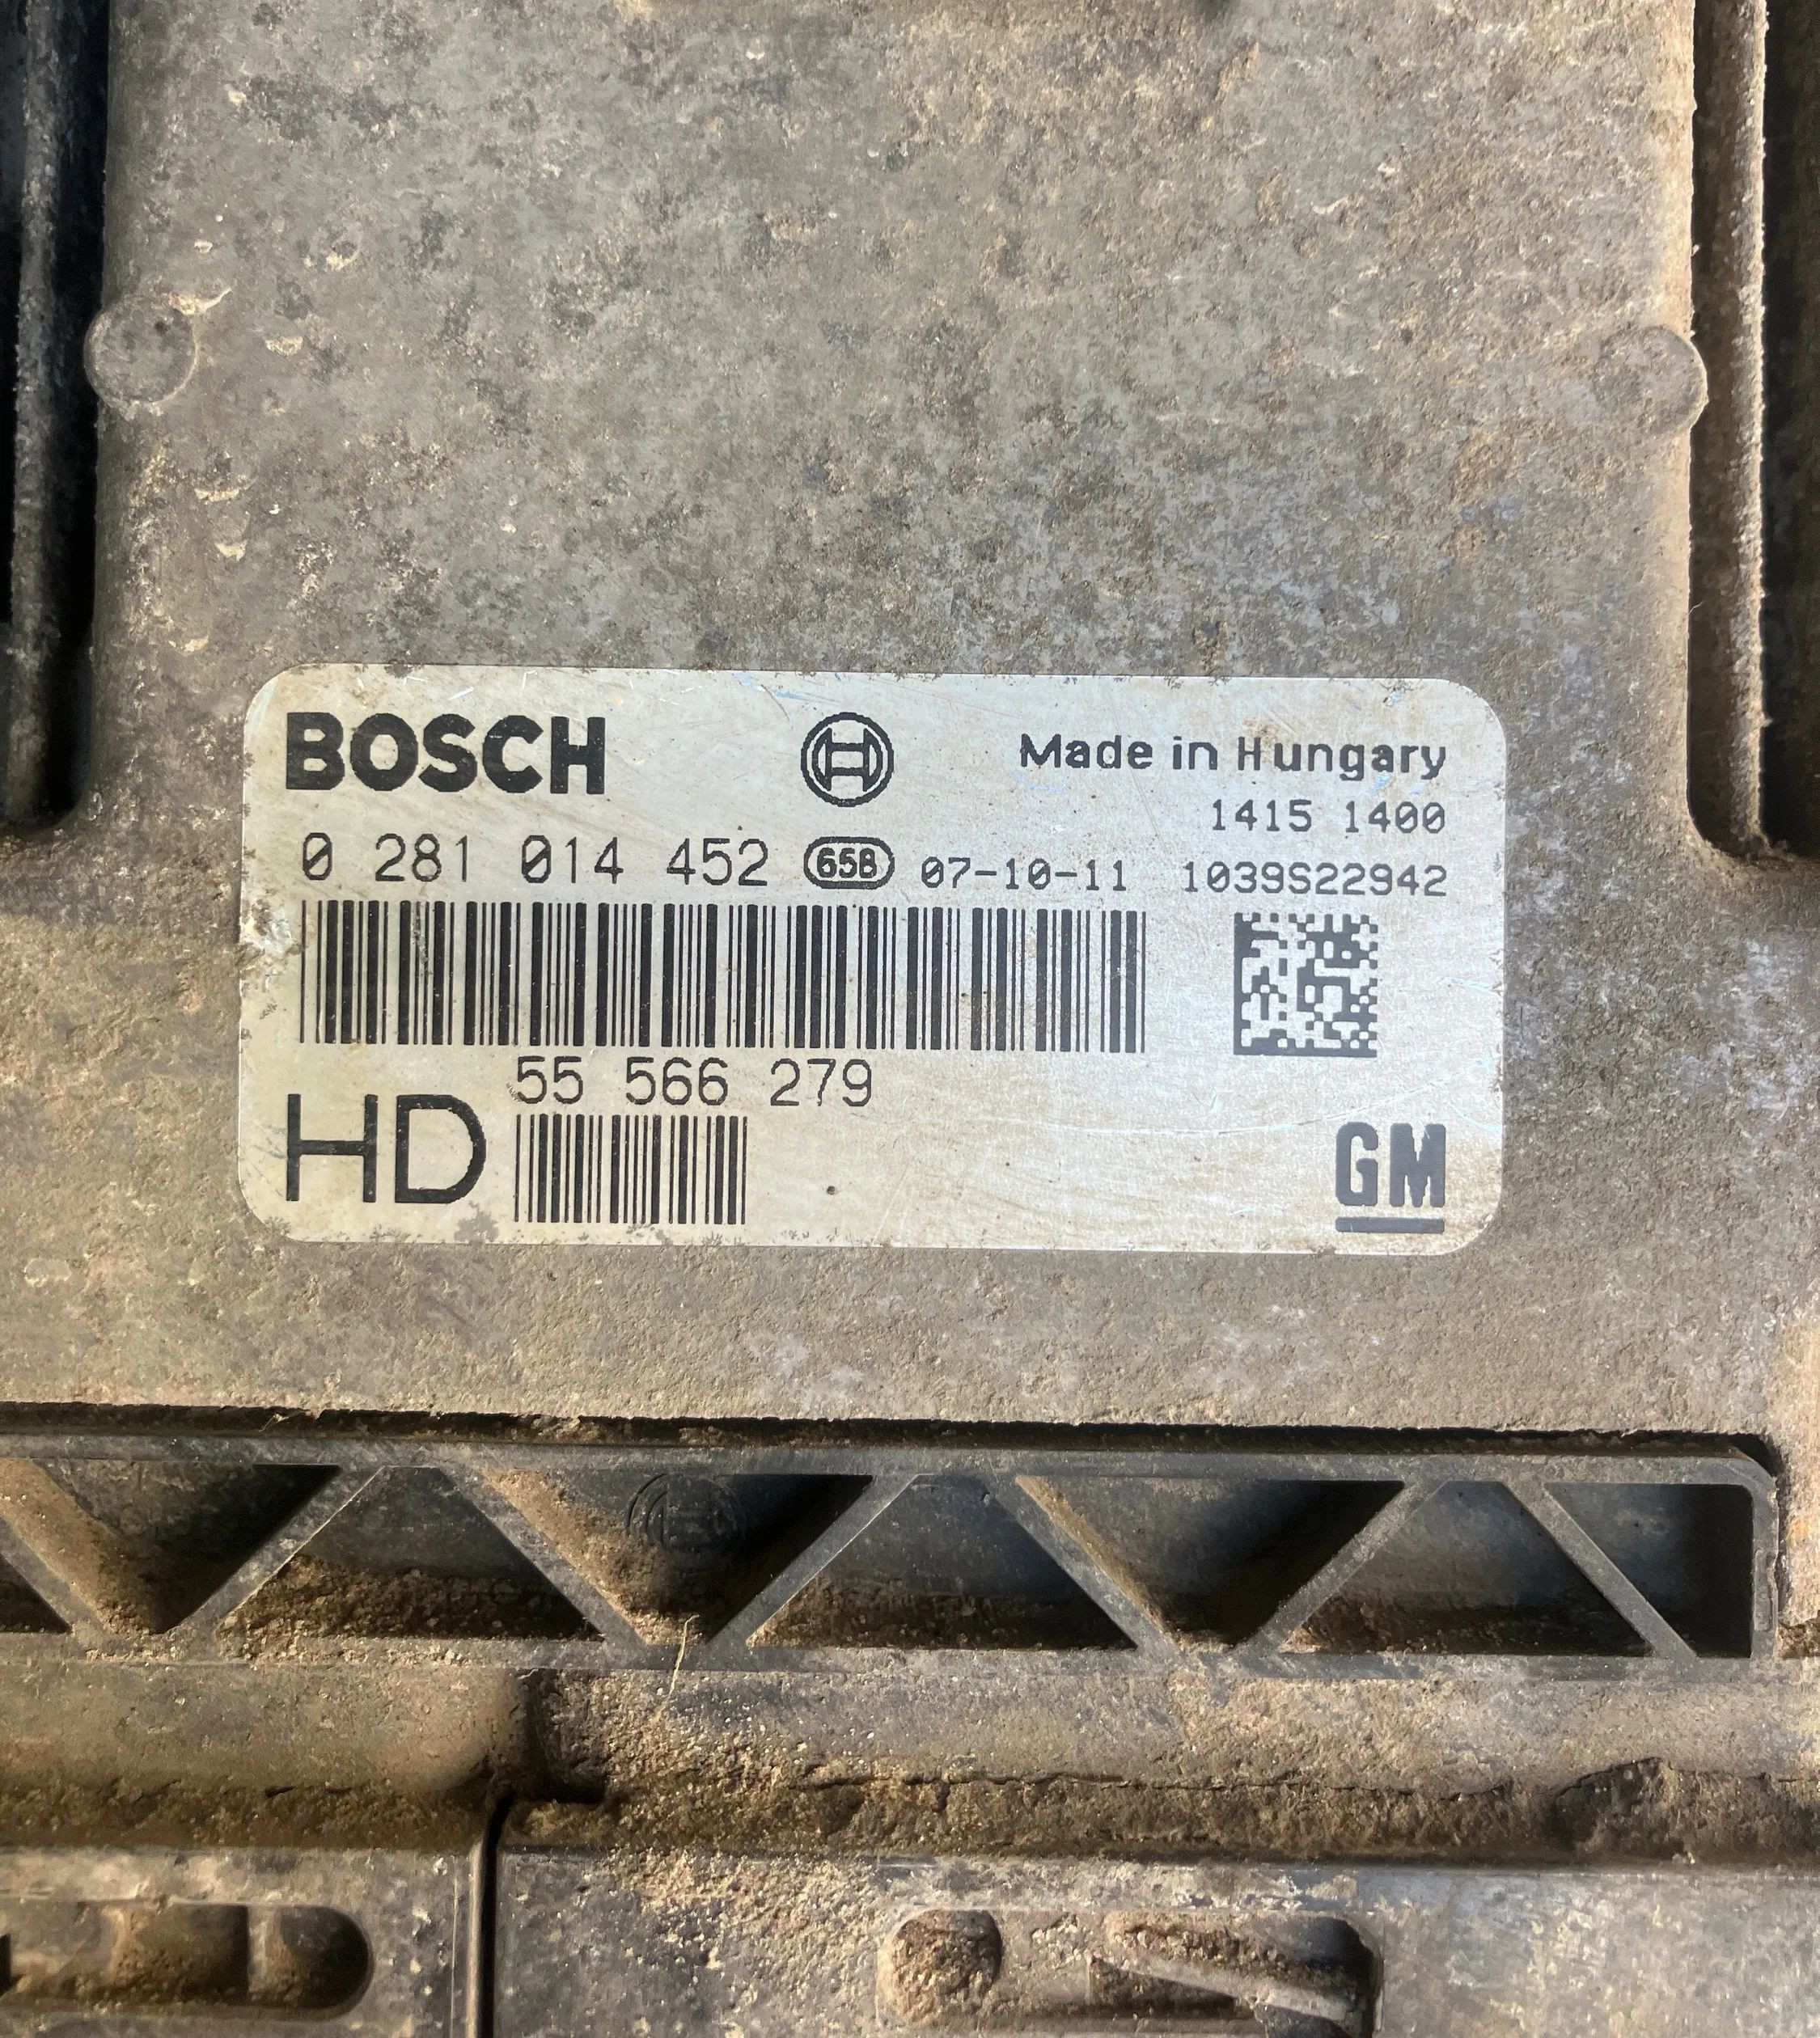 BOSCH Made in Hungary
1415 1400
0 281 014 452 658 07-10-11 1039S22942
55 566 279
HD GM